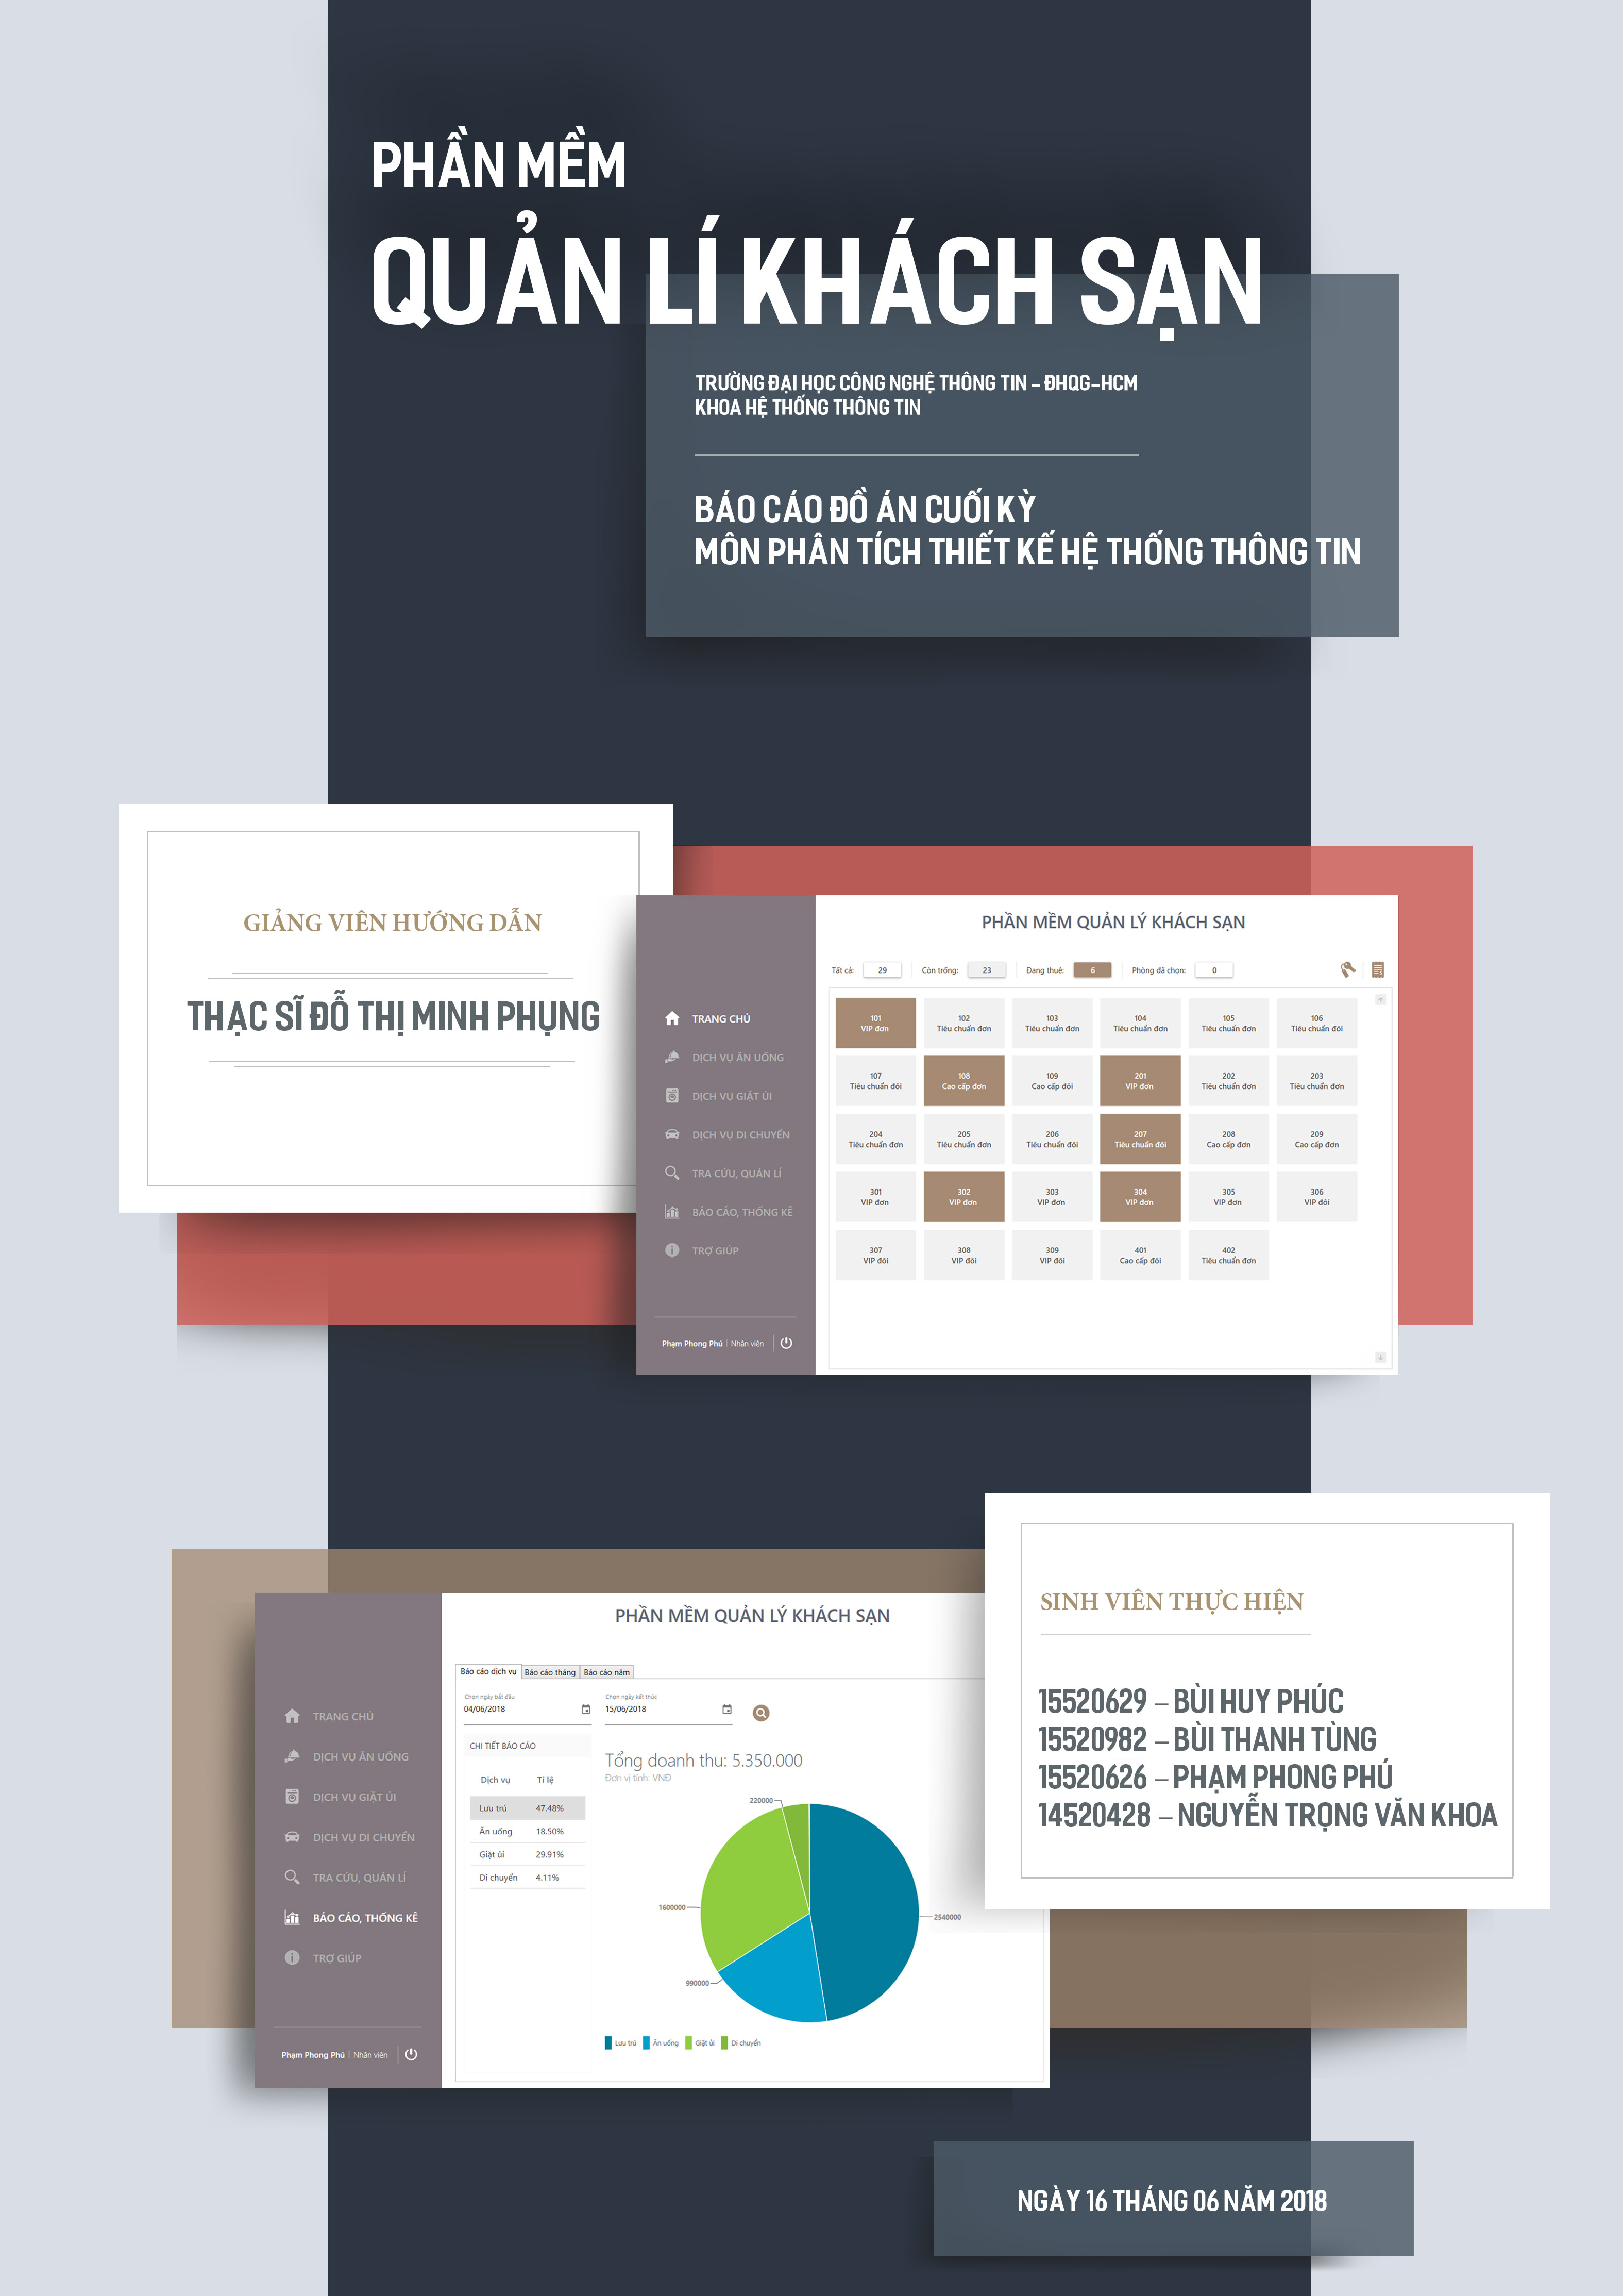 PHẦN MỀM
QUẢN LÍ KHÁCH SẠN
TRƯỜNG ĐẠI HỌC CÔNG NGHỆ THÔNG TIN – ĐHQG-HCM
KHOA HỆ THỐNG THÔNG TIN
BÁO CÁO ĐỒ ÁN CUỐI KỲ
MÔN PHÂN TÍCH THIẾT KẾ HỆ THỐNG THÔNG TIN
GIẢNG VIÊN HƯỚNG DẪN
THẠC SĨ ĐỖ THỊ MINH PHỤNG
PHẦN MỀM QUẢN LÝ KHÁCH SẠN
Tất cả: 29 Còn trống: 23 Đang thuê: 6 Phòng đã chọn: 0
TRANG CHỦ
DỊCH VỤ ĂN UỐNG
DỊCH VỤ GIẶT ỦI
DỊCH VỤ DI CHUYỂN
TRA CỨU, QUẢN LÍ
BÁO CÁO, THỐNG KÊ
TRỢ GIÚP
Phạm Phong Phú | Nhân viên
101 102 103 104 105 106
VIP đơn Tiêu chuẩn đơn Tiêu chuẩn đơn Tiêu chuẩn đơn Tiêu chuẩn đơn Tiêu chuẩn đôi
107 108 109 201 202 203
Tiêu chuẩn đôi Cao cấp đơn Cao cấp đôi VIP đơn Tiêu chuẩn đơn Tiêu chuẩn đơn
204 205 206 207 208 209
Tiêu chuẩn đơn Tiêu chuẩn đơn Tiêu chuẩn đôi Tiêu chuẩn đôi Cao cấp đơn Cao cấp đơn
301 302 303 304 305 306
VIP đơn VIP đơn VIP đơn VIP đơn VIP đơn VIP đôi
307 308 309 401 402
VIP đôi VIP đôi VIP đôi Cao cấp đôi Tiêu chuẩn đơn
SINH VIÊN THỰC HIỆN
15520629 – BÙI HUY PHÚC
15520982 – BÙI THANH TÙNG
15520626 – PHẠM PHONG PHÚ
14520428 – NGUYỄN TRỌNG VĂN KHOA
PHẦN MỀM QUẢN LÝ KHÁCH SẠN
TRANG CHỦ
DỊCH VỤ ĂN UỐNG
DỊCH VỤ GIẶT ỦI
DỊCH VỤ DI CHUYỂN
TRA CỨU, QUẢN LÍ
BÁO CÁO, THỐNG KÊ
TRỢ GIÚP
Phạm Phong Phú | Nhân viên
Báo cáo dịch vụ Báo cáo tháng Báo cáo năm
Chọn ngày bắt đầu Chọn ngày kết thúc
04/06/2018 15/06/2018
CHI TIẾT BÁO CÁO
Dịch vụ Tỉ lệ
Lưu trú 47.48%
Ăn uống 18.50%
Giặt ủi 29.91%
Di chuyển 4.11%
Tổng doanh thu: 5.350.000
Đơn vị tính: VNĐ
220000
1600000
2540000
990000
Lưu trú Ăn uống Giặt ủi Di chuyển
NGÀY 16 THÁNG 06 NĂM 2018